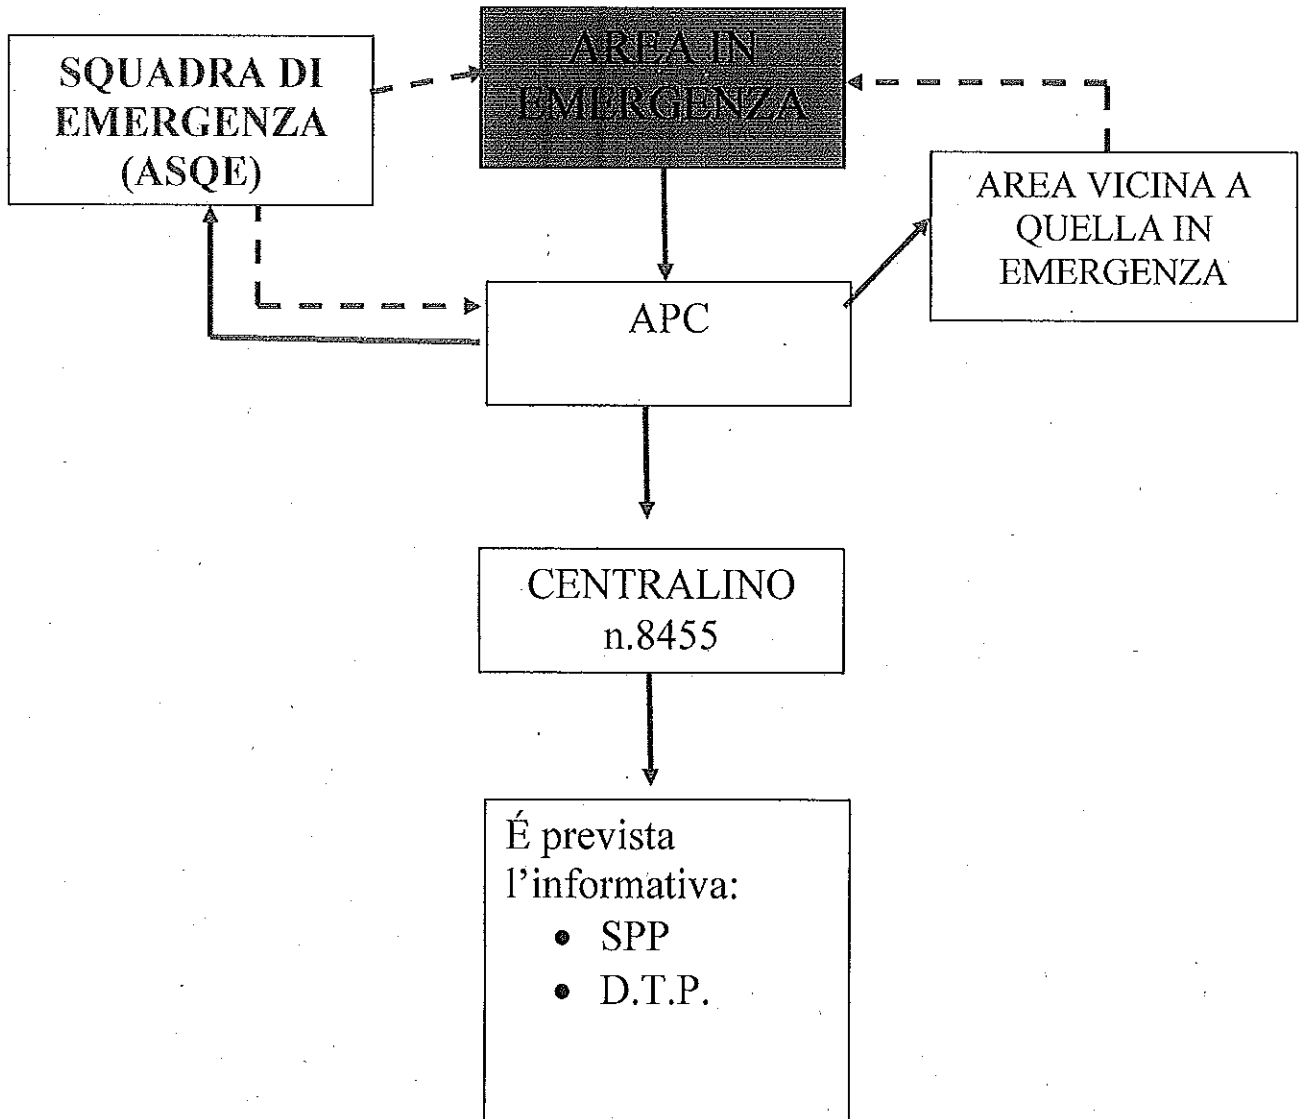 SQUADRA DI
EMERGENZA
(ASQE)
AREA IN
EMERGENZA
AREA VICINA A
QUELLA IN
EMERGENZA
APC
CENTRALINO
n.8455
É prevista
l'informativa:
• SPP
• D.T.P.